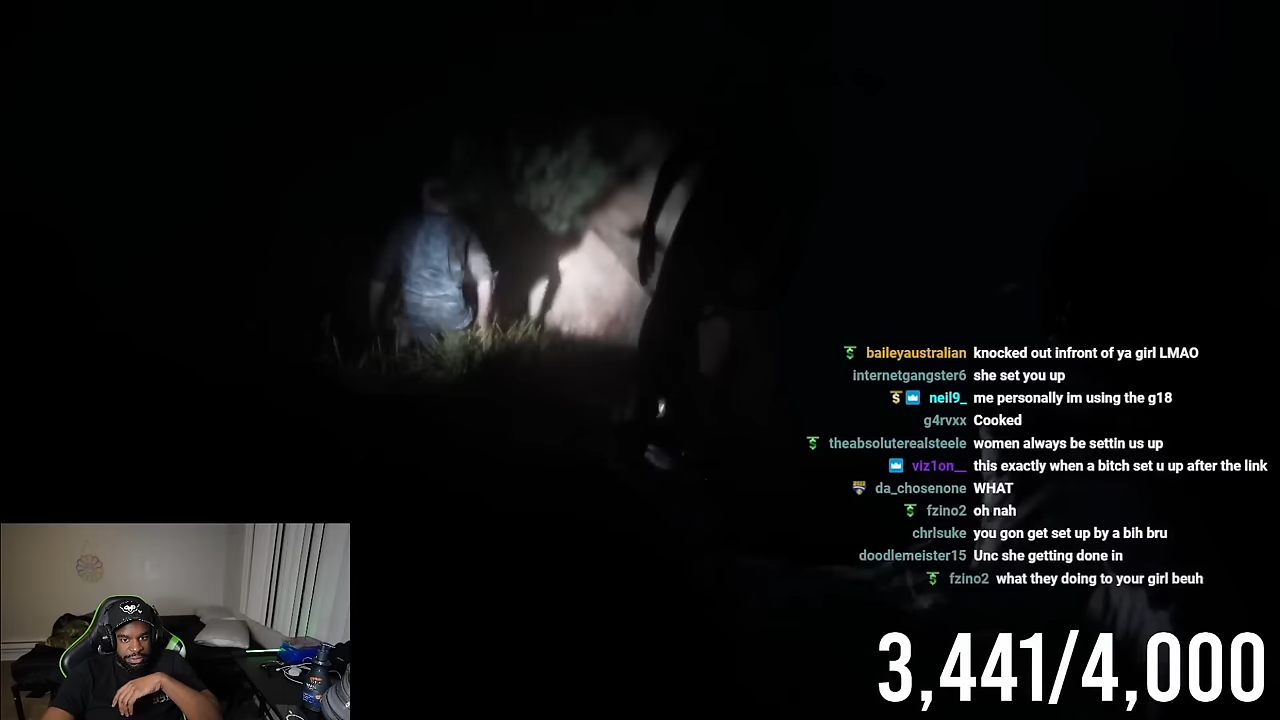 baileyaustralian knocked out infront of ya girl LMAO
internetgangster6 she set you up
neil9_ me personally im using the g18
g4rvxx Cooked
theabsoluterealsteele women always be settin us up
viz1on__ this exactly when a bitch set u up after the link
da_chosenone WHAT
fzino2 oh nah
chrlsuke you gon get set up by a bih bru
doodlemeister15 Unc she getting done in
fzino2 what they doing to your girl beuh
3,441/4,000